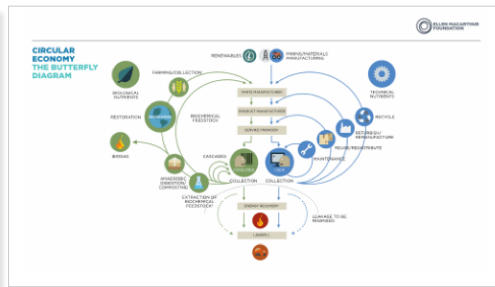 ELLEN MACARTHUR
FOUNDATION
CIRCULAR
ECONOMY
THE BUTTERFLY
DIAGRAM
RENEWABLES
MINING/MATERIALS
MANUFACTURING
FARMING/COLLECTION
BIOLOGICAL
NUTRIENTS
TECHNICAL
NUTRIENTS
PARTS MANUFACTURER
PRODUCT MANUFACTURER
SERVICE PROVIDER
RESTORATION
BIOCHEMICAL
FEEDSTOCK
RECYCLE
REFURBISH/
REMANUFACTURE
REUSE/REDISTRIBUTE
MAINTENANCE
BIOGAS
CASCADES
ANAEROBIC
DIGESTION/
COMPOSTING
EXTRACTION OF
BIOCHEMICAL
FEEDSTOCK
COLLECTION
COLLECTION
ENERGY RECOVERY
LEAKAGE TO BE
MINIMISED
LANDFILL